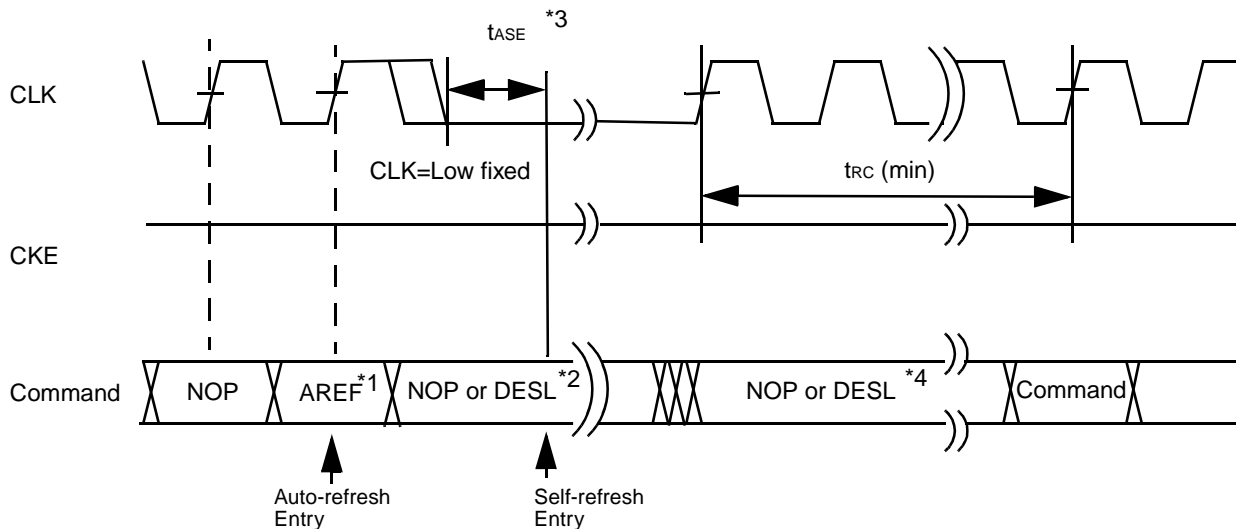 tASE *3
CLK
CLK=Low fixed
tRC (min)
CKE
Command
NOP
AREF*1
NOP or DESL*2
NOP or DESL*4
Command
Auto-refresh
Entry
Self-refresh
Entry